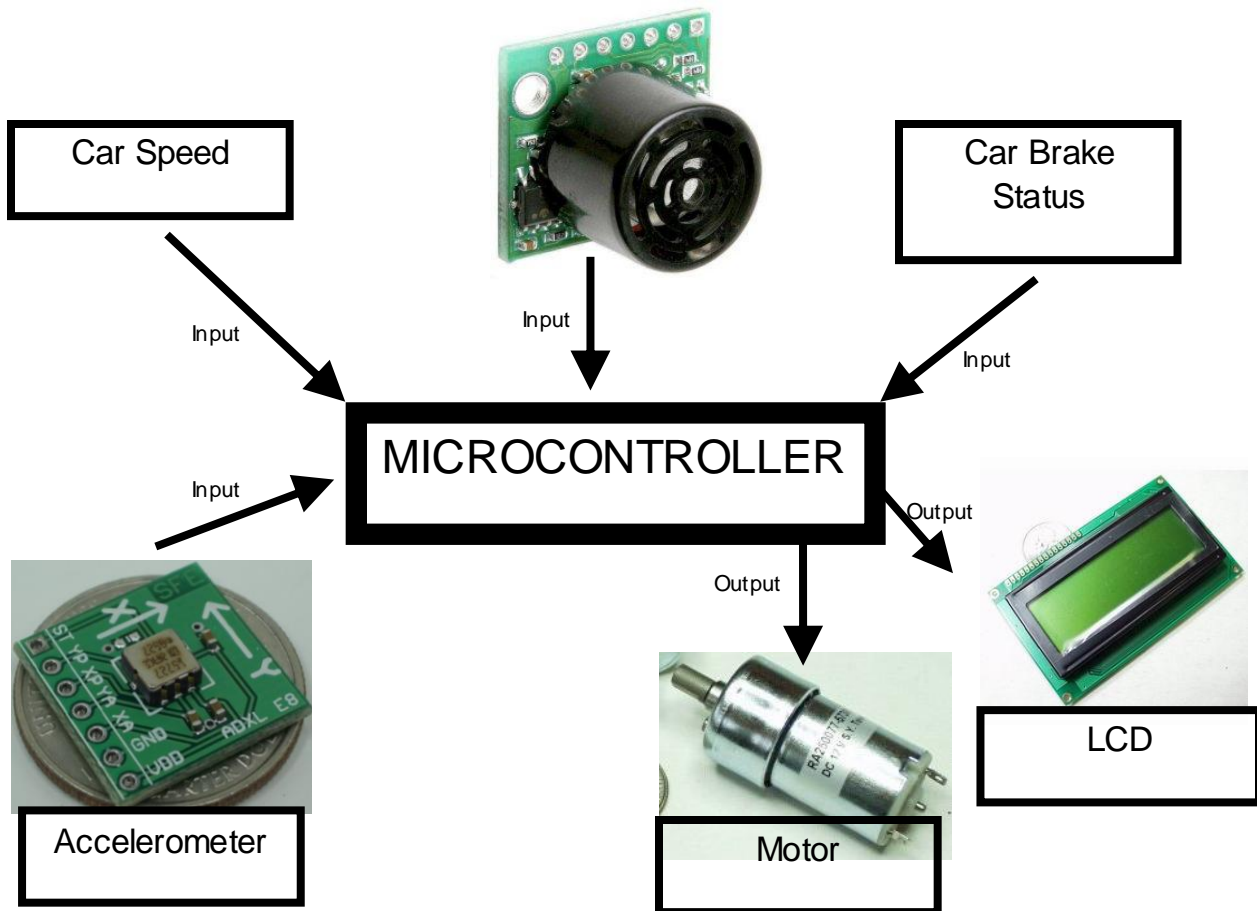 Car Speed
Car Brake
Status
Input
Input
Input
MICROCONTROLLER
Input
Output
Output
SFE
X
Y
ST
YP
XP
YA
XA
GND
VDD
ADXL E8
LCD
Accelerometer
Motor